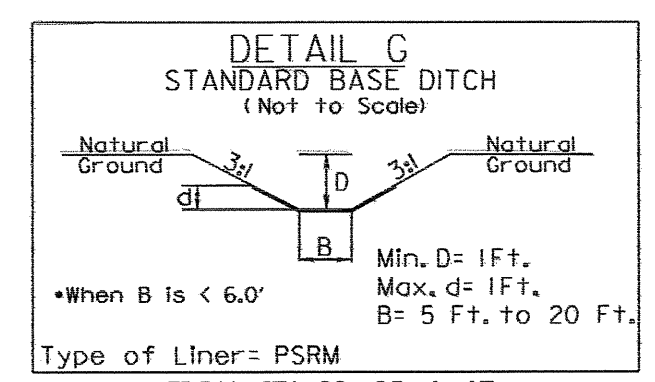 DETAIL G
STANDARD BASE DITCH
(Not to Scale)
Natural
Ground
3:1
D
3:1
Natural
Ground
d
B
Min. D= 1Ft.
Max. d= 1Ft.
B= 5 Ft. to 20 Ft.
*When B is < 6.0'
Type of Liner= PSRM